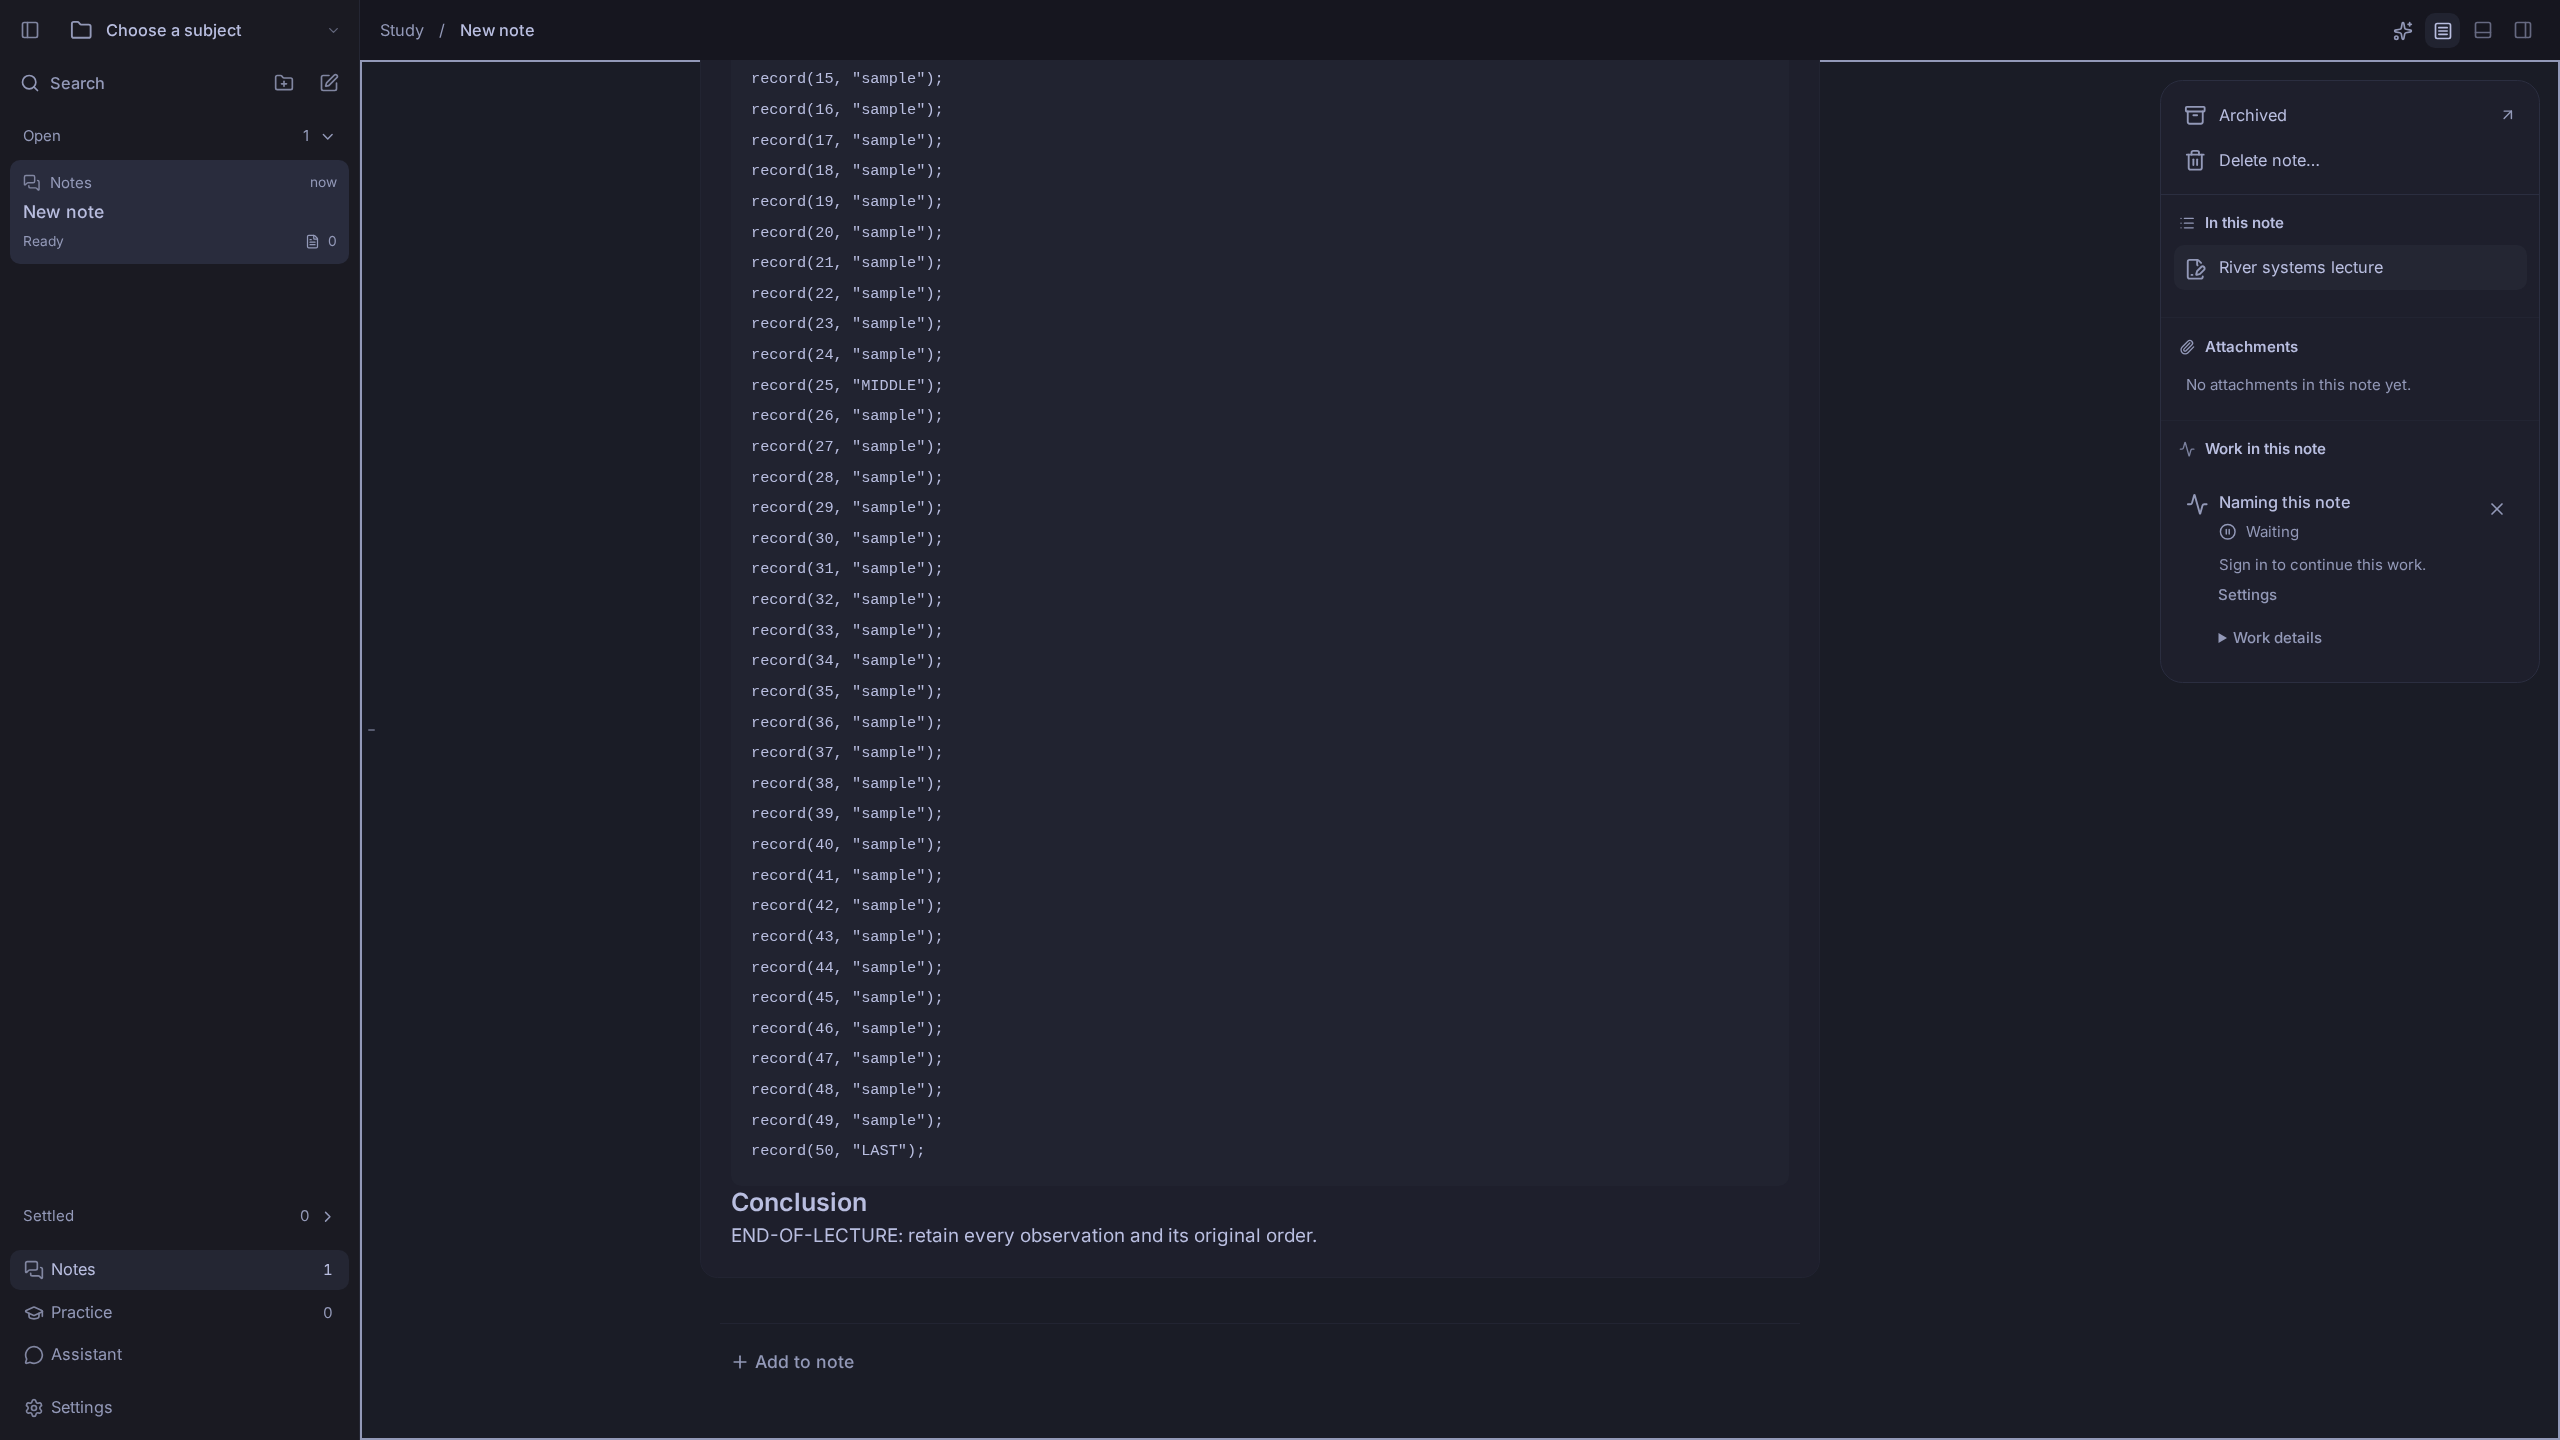 Choose a subject
Study / New note
Search
Open 1
Notes now
New note
Ready 0
record(15, "sample");
record(16, "sample");
record(17, "sample");
record(18, "sample");
record(19, "sample");
record(20, "sample");
record(21, "sample");
record(22, "sample");
record(23, "sample");
record(24, "sample");
record(25, "MIDDLE");
record(26, "sample");
record(27, "sample");
record(28, "sample");
record(29, "sample");
record(30, "sample");
record(31, "sample");
record(32, "sample");
record(33, "sample");
record(34, "sample");
record(35, "sample");
record(36, "sample");
record(37, "sample");
record(38, "sample");
record(39, "sample");
record(40, "sample");
record(41, "sample");
record(42, "sample");
record(43, "sample");
record(44, "sample");
record(45, "sample");
record(46, "sample");
record(47, "sample");
record(48, "sample");
record(49, "sample");
record(50, "LAST");
Conclusion
END-OF-LECTURE: retain every observation and its original order.
Add to note
Archived
Delete note...
In this note
River systems lecture
Attachments
No attachments in this note yet.
Work in this note
Naming this note
Waiting
Sign in to continue this work.
Settings
Work details
Settled 0
Notes 1
Practice 0
Assistant
Settings